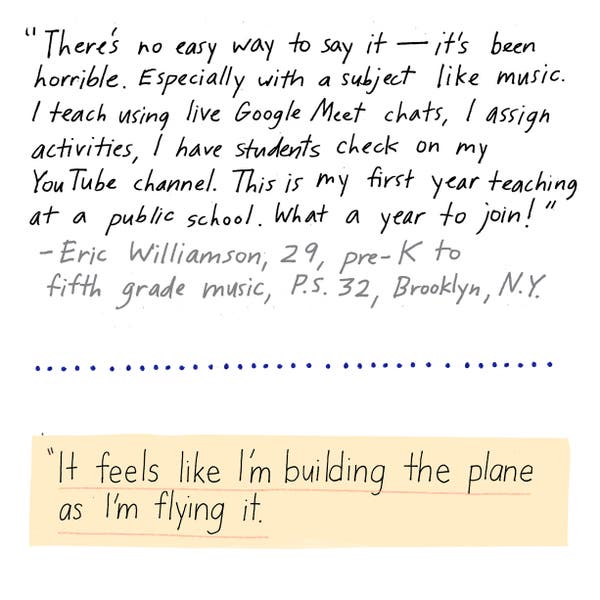 "There's no easy way to say it — it's been
horrible. Especially with a subject like music.
I teach using live Google Meet chats, I assign
activities, I have students check on my
YouTube channel. This is my first year teaching
at a public school. What a year to join!"
- Eric Williamson, 29, pre-K to
fifth grade music, P.S. 32, Brooklyn, N.Y.
"It feels like I'm building the plane
as I'm flying it.